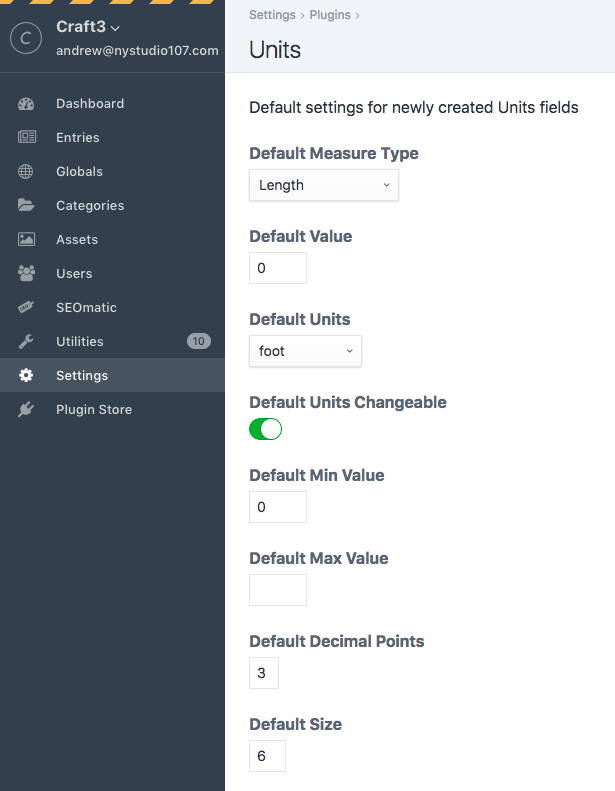 C
Craft3
andrew@nystudio107.com
Dashboard
Entries
Globals
Categories
Assets
Users
SEOmatic
Utilities 10
Settings
Plugin Store
Settings › Plugins ›
Units
Default settings for newly created Units fields
Default Measure Type
Length
Default Value
0
Default Units
foot
Default Units Changeable
Default Min Value
0
Default Max Value
Default Decimal Points
3
Default Size
6